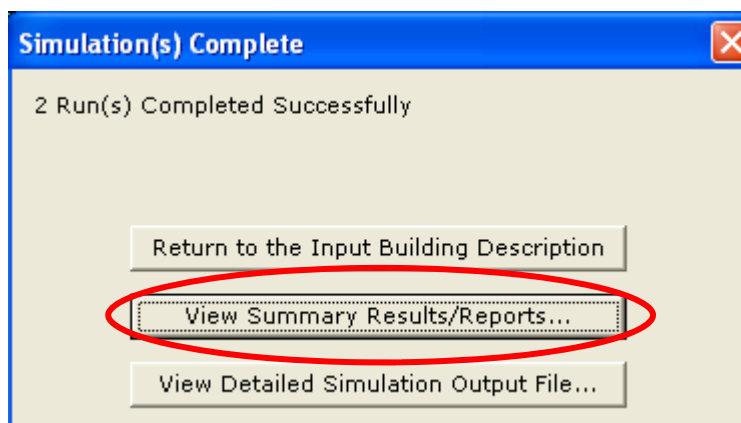 Simulation(s) Complete
2 Run(s) Completed Successfully
Return to the Input Building Description
View Summary Results/Reports...
View Detailed Simulation Output File...